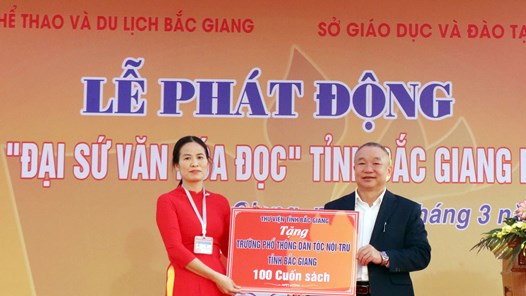 THỂ THAO VÀ DU LỊCH BẮC GIANG SỞ GIÁO DỤC VÀ ĐÀO TẠ
LỄ PHÁT ĐỘNG
"ĐẠI SỨ VĂN HÓA ĐỌC" TỈNH BẮC GIANG
tháng 3
THƯ VIỆN TỈNH BẮC GIANG
Tặng
TRƯỜNG PHỔ THÔNG DÂN TỘC NỘI TRÚ
TỈNH BẮC GIANG
100 Cuốn sách